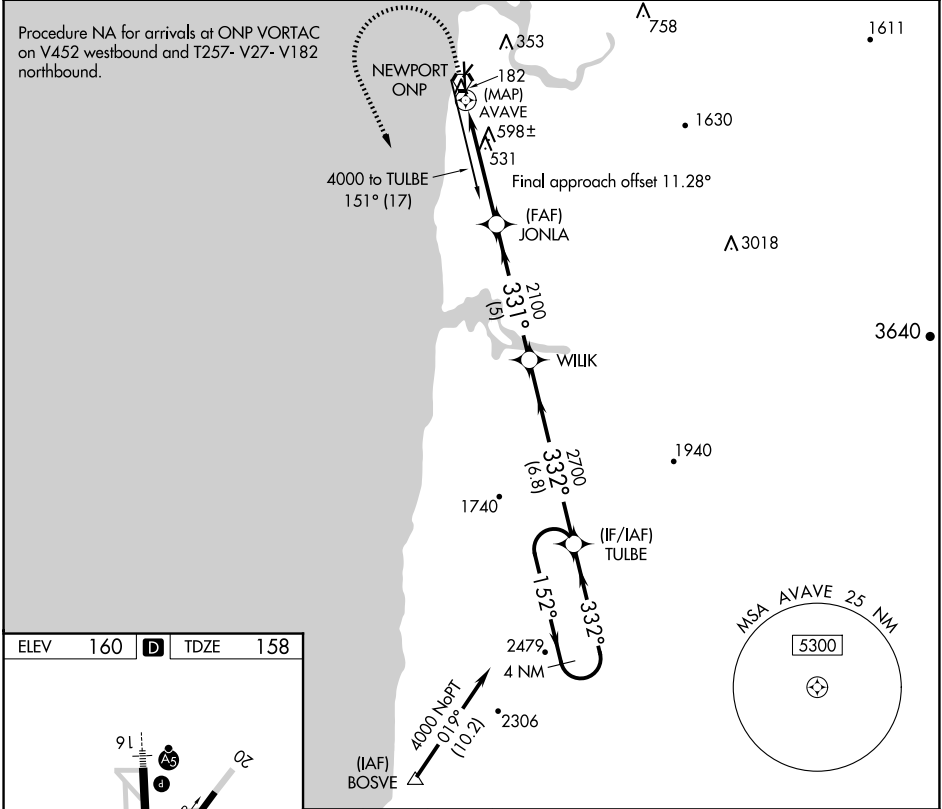 Procedure NA for arrivals at ONP VORTAC
on V452 westbound and T257- V27- V182
northbound.
NEWPORT
ONP
353
758
1611
182
(MAP)
AVAVE
598±
531
1630
4000 to TULBE
151° (17)
Final approach offset 11.28°
(FAF)
JONLA
3018
2100
331°
(5)
3640
WILIK
2700
332°
(6.8)
1940
1740
(IF/IAF)
TULBE
152°
332°
2479
4 NM
MSA AVAVE 25 NM
5300
4000 NoPT
019°
(10.2)
2306
(IAF)
BOSVE
ELEV 160 D TDZE 158
16
A5
P
20